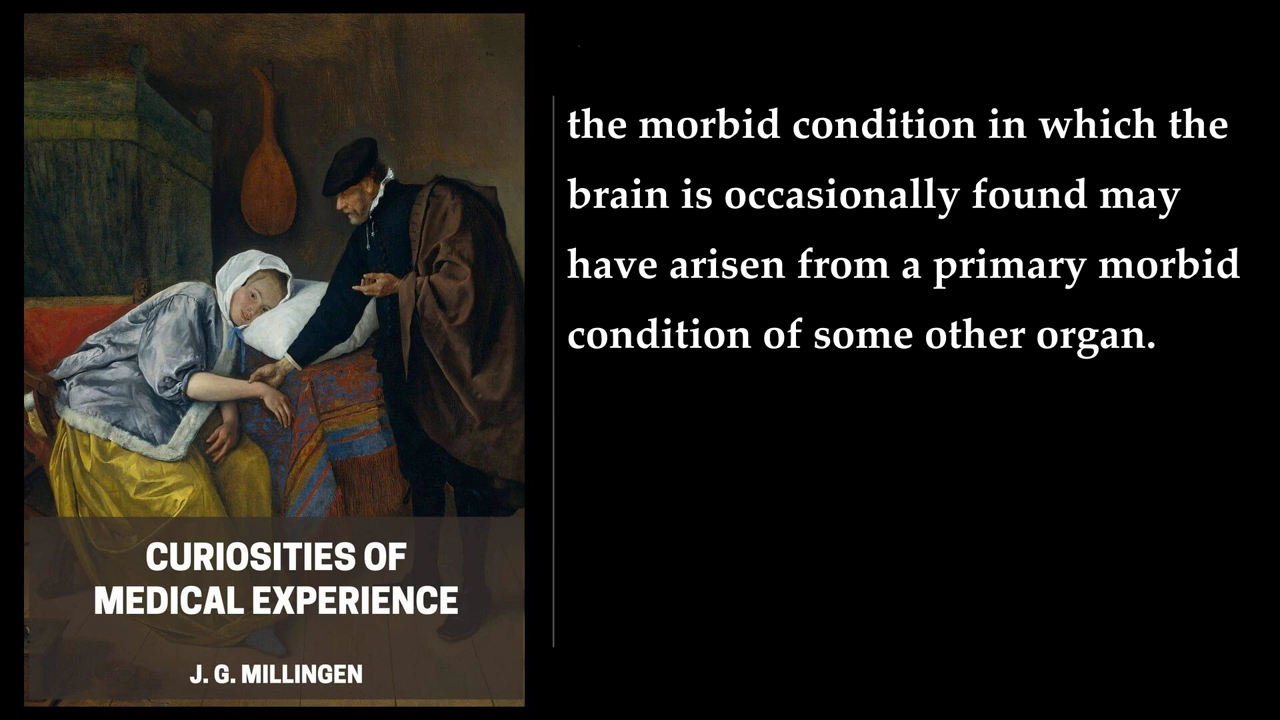 the morbid condition in which the
brain is occasionally found may
have arisen from a primary morbid
condition of some other organ.
CURIOSITIES OF
MEDICAL EXPERIENCE
J. G. MILLINGEN